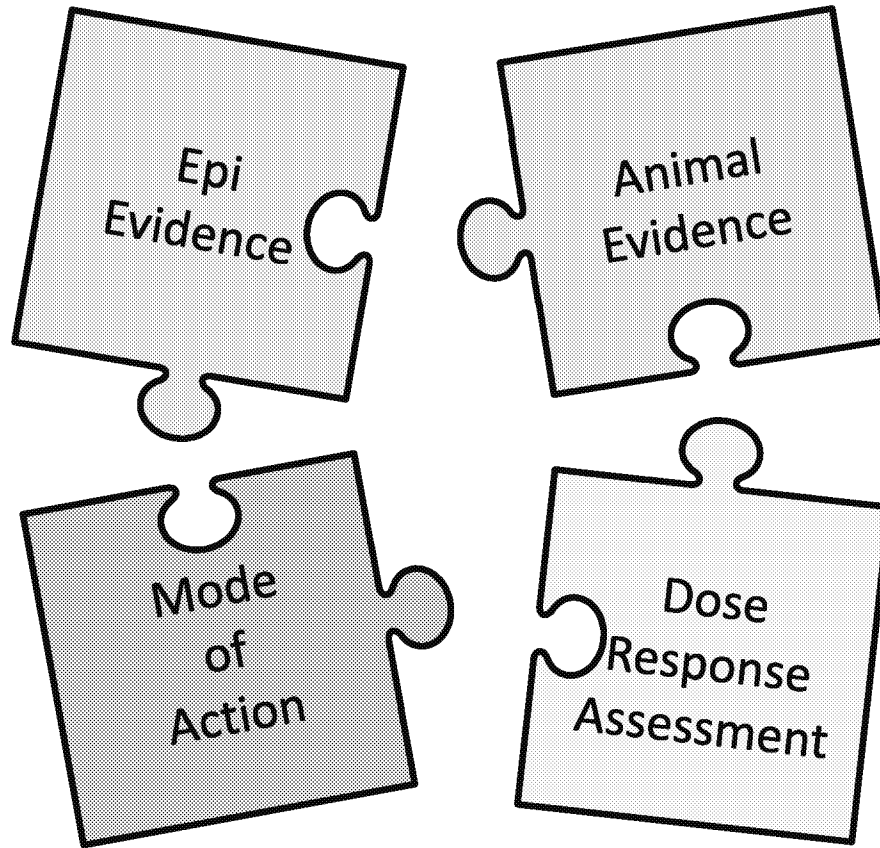 Epi
Evidence
Animal
Evidence
Mode
of
Action
Dose
Response
Assessment